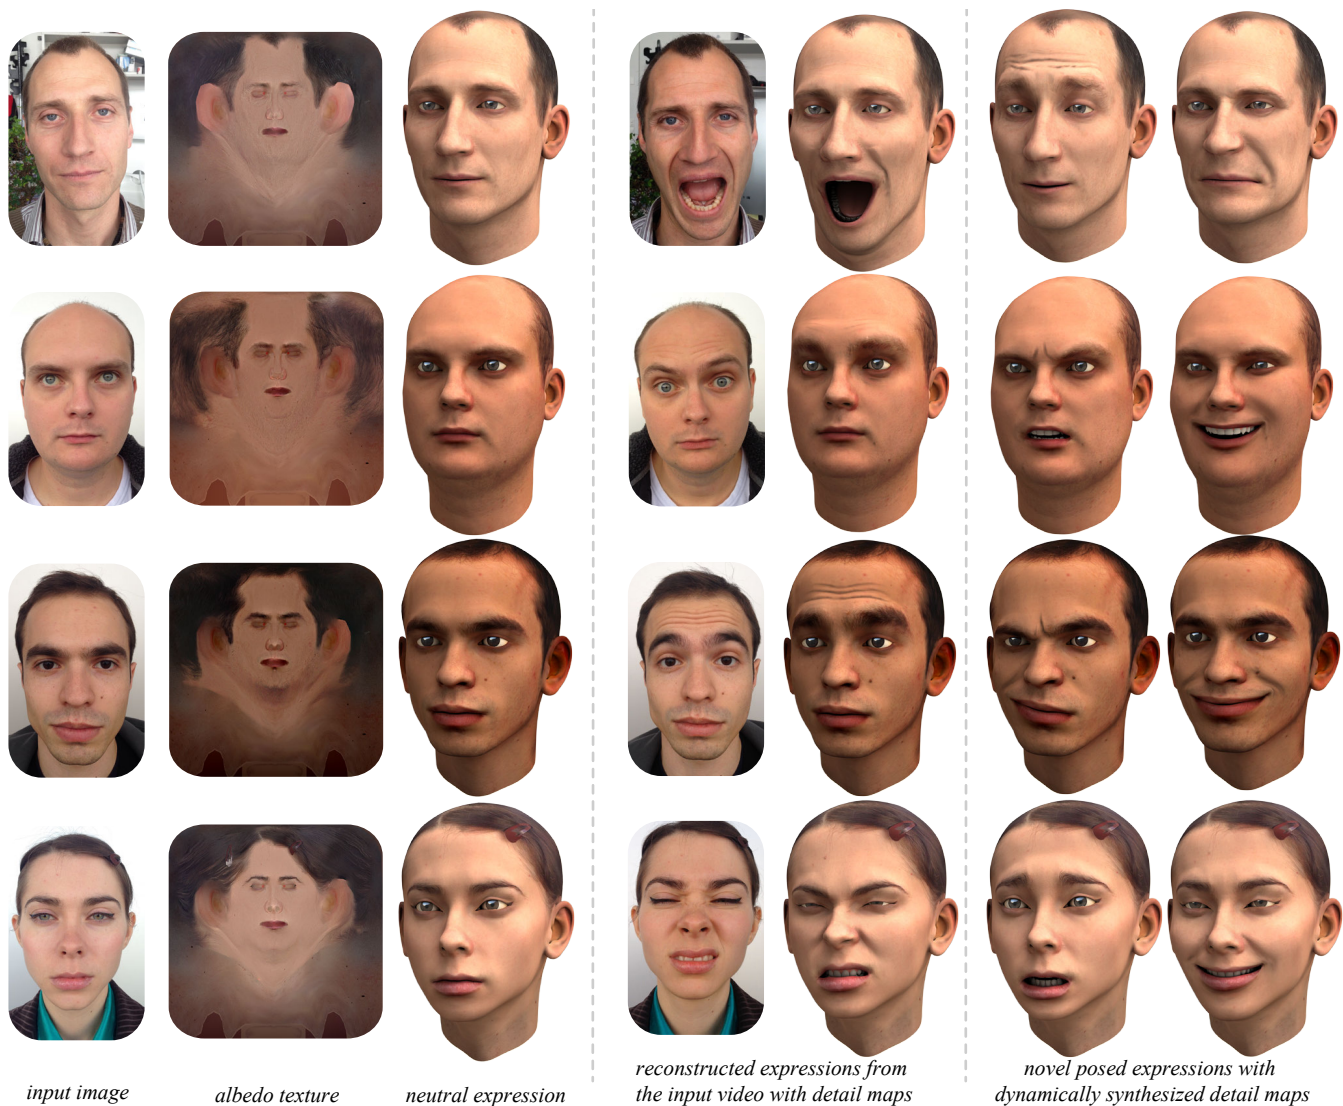 input image
albedo texture
neutral expression
reconstructed expressions from
the input video with detail maps
novel posed expressions with
dynamically synthesized detail maps